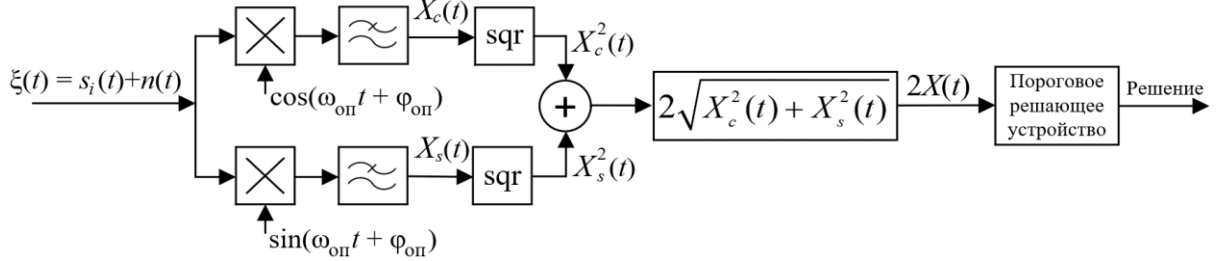 ξ(t) = s_i(t)+n(t)
X_c(t)
sqr
X_c^2(t)
cos(ω_оп t + φ_оп)
+
2√(X_c^2(t) + X_s^2(t))
2X(t)
Пороговое
решающее
устройство
Решение
X_s(t)
sqr
X_s^2(t)
sin(ω_оп t + φ_оп)